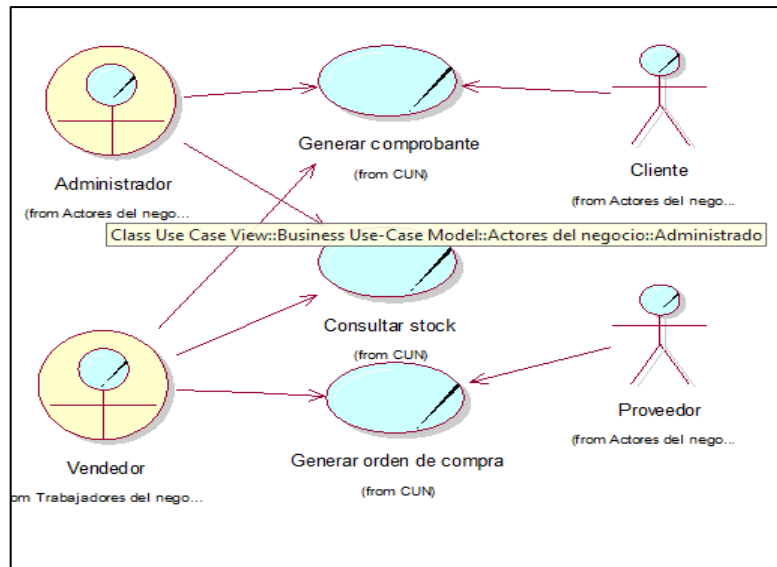 Administrador
(from Actores del nego...
Generar comprobante
(from CUN)
Cliente
(from Actores del nego...
Class Use Case View::Business Use-Case Model::Actores del negocio::Administrado
Consultar stock
(from CUN)
Vendedor
om Trabajadores del nego...
Generar orden de compra
(from CUN)
Proveedor
(from Actores del nego...